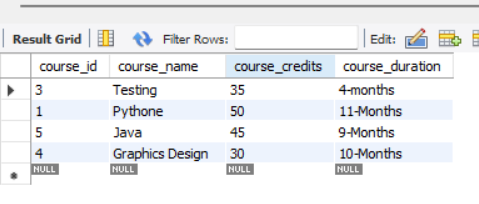 Result Grid Filter Rows: Edit:
course_id course_name course_credits course_duration
3 Testing 35 4-months
1 Pythone 50 11-Months
5 Java 45 9-Months
4 Graphics Design 30 10-Months
NULL NULL NULL NULL